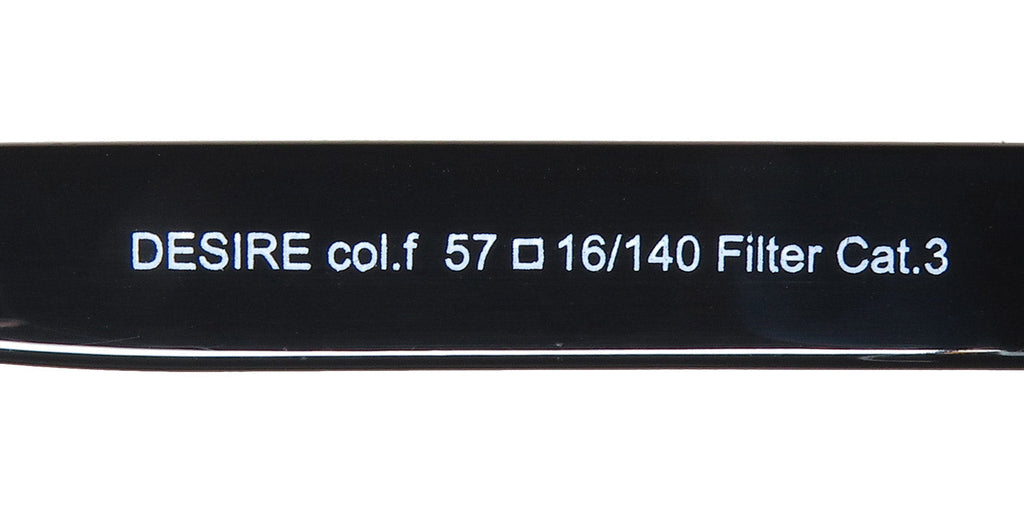 DESIRE col.f 57 □ 16/140 Filter Cat.3